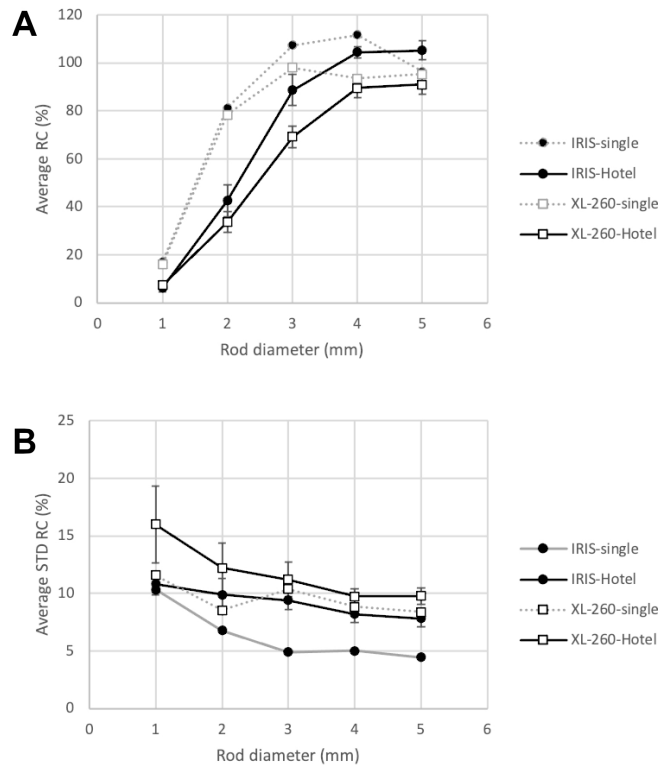 A
120
100
80
60
40
20
0
Average RC (%)
0 1 2 3 4 5 6
Rod diameter (mm)
IRIS-single
IRIS-Hotel
XL-260-single
XL-260-Hotel
B
25
20
15
10
5
0
Average STD RC (%)
0 1 2 3 4 5 6
Rod diameter (mm)
IRIS-single
IRIS-Hotel
XL-260-single
XL-260-Hotel